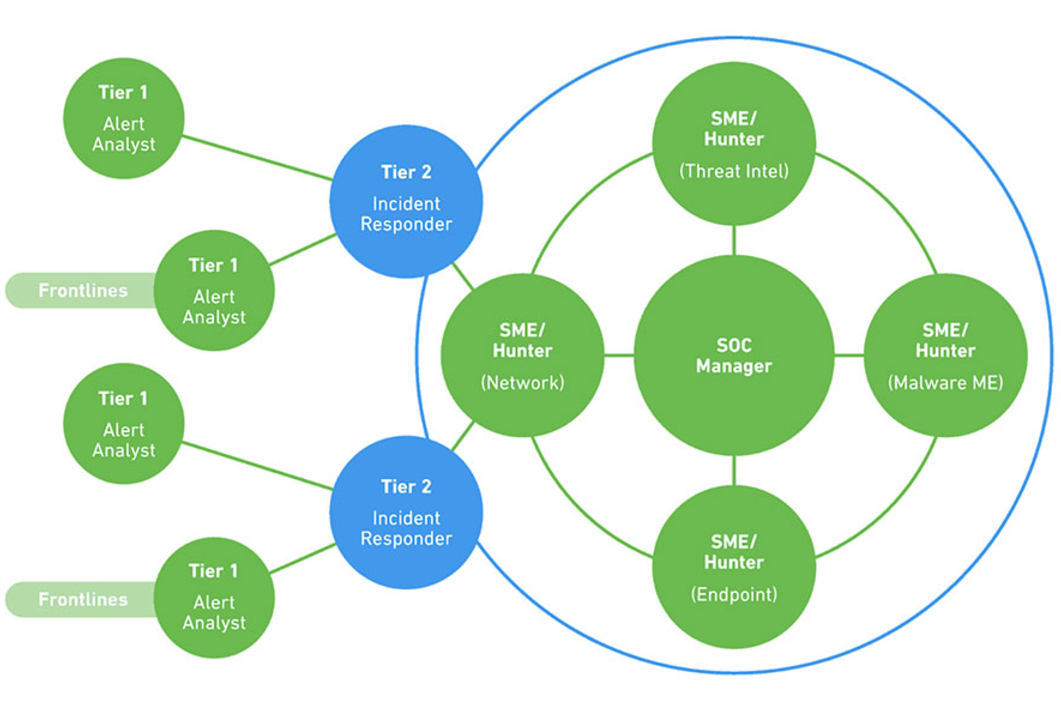 Tier 1
Alert
Analyst
Frontlines
Tier 1
Alert
Analyst
Tier 1
Alert
Analyst
Frontlines
Tier 1
Alert
Analyst
Tier 2
Incident
Responder
Tier 2
Incident
Responder
SME/
Hunter
(Threat Intel)
SME/
Hunter
(Network)
SOC
Manager
SME/
Hunter
(Malware ME)
SME/
Hunter
(Endpoint)